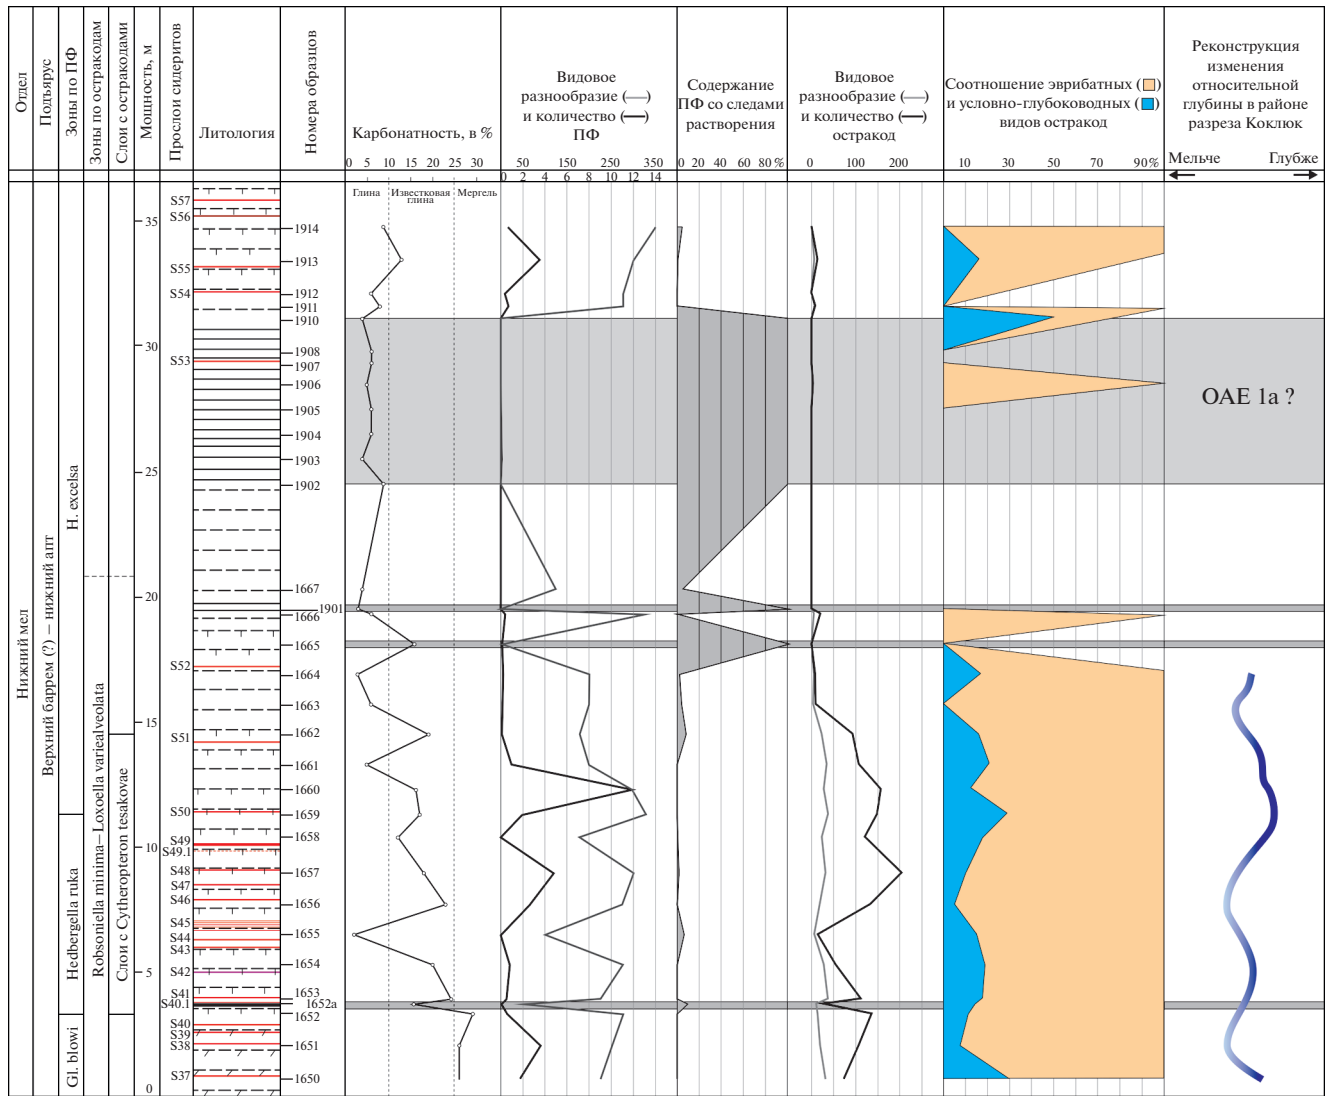 Отдел
Подъярус
Зоны по ПФ
Зоны по остракодам
Слои с остракодами
Мощность, м
Прослои сидеритов
Литология
Номера образцов
Карбонатность, в %
0 5 10 15 20 25 30
Видовое
разнообразие (—)
и количество (—)
ПФ
50 150 250 350
0 2 4 6 8 10 12 14
Содержание
ПФ со следами
растворения
0 20 40 60 80 %
Видовое
разнообразие (—)
и количество (—)
остракод
0 100 200
Соотношение эврибатных ( )
и условно-глубоководных ( )
видов остракод
10 30 50 70 90%
Реконструкция
изменения
относительной
глубины в районе
разреза Коклюк
Мельче Глубже
Глина
Известковая
глина
Мергель
Нижний мел
Верхний баррем (?) – нижний апт
H. excelsa
Hedbergella ruka
Gl. blowi
Robsoniella minima–Loxoella variealveolata
Слои с Cytheropteron tesakovae
35
30
25
20
15
10
5
0
S57
S56
S55
S54
S53
S52
S51
S50
S49
S49.1
S48
S47
S46
S45
S44
S43
S42
S41
S40.1
S40
S39
S38
S37
1914
1913
1912
1911
1910
1908
1907
1906
1905
1904
1903
1902
1667
1901
1666
1665
1664
1663
1662
1661
1660
1659
1658
1657
1656
1655
1654
1653
1652a
1652
1651
1650
OAE 1a ?